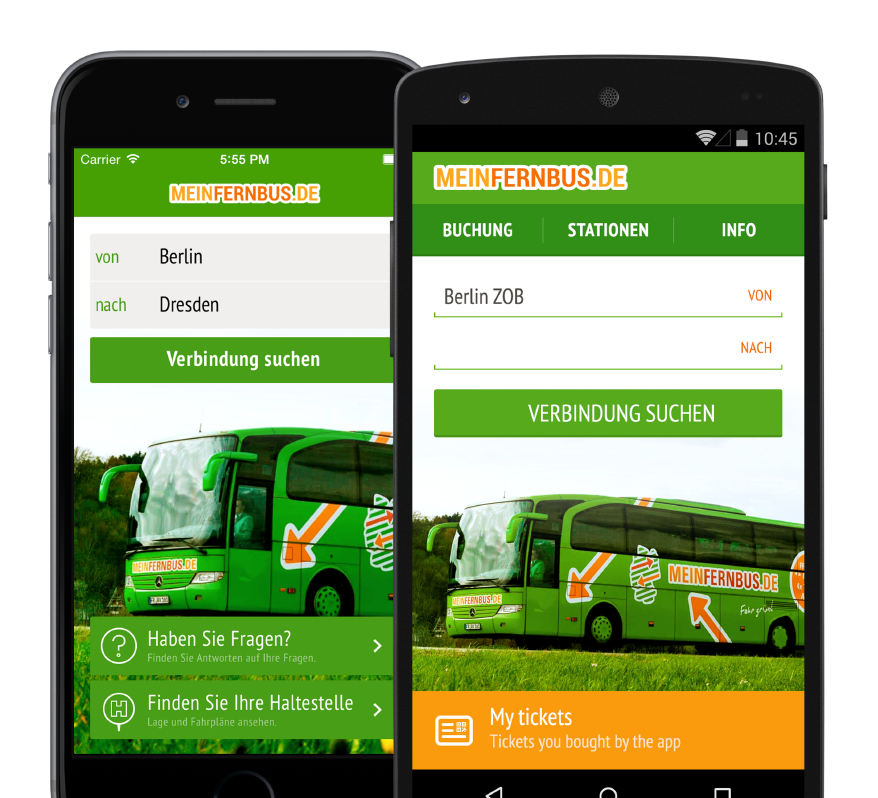 Carrier
5:55 PM
MEINFERNBUS.DE
von Berlin
nach Dresden
Verbindung suchen
MEINFERNBUS.DE
Haben Sie Fragen?
Finden Sie Antworten auf Ihre Fragen.
H
Finden Sie Ihre Haltestelle
Lage und Fahrpläne ansehen.
10:45
MEINFERNBUS.DE
BUCHUNG STATIONEN INFO
Berlin ZOB VON
NACH
VERBINDUNG SUCHEN
MEINFERNBUS.DE
MEINFERNBUS.DE
Fahr grün!
My tickets
Tickets you bought by the app